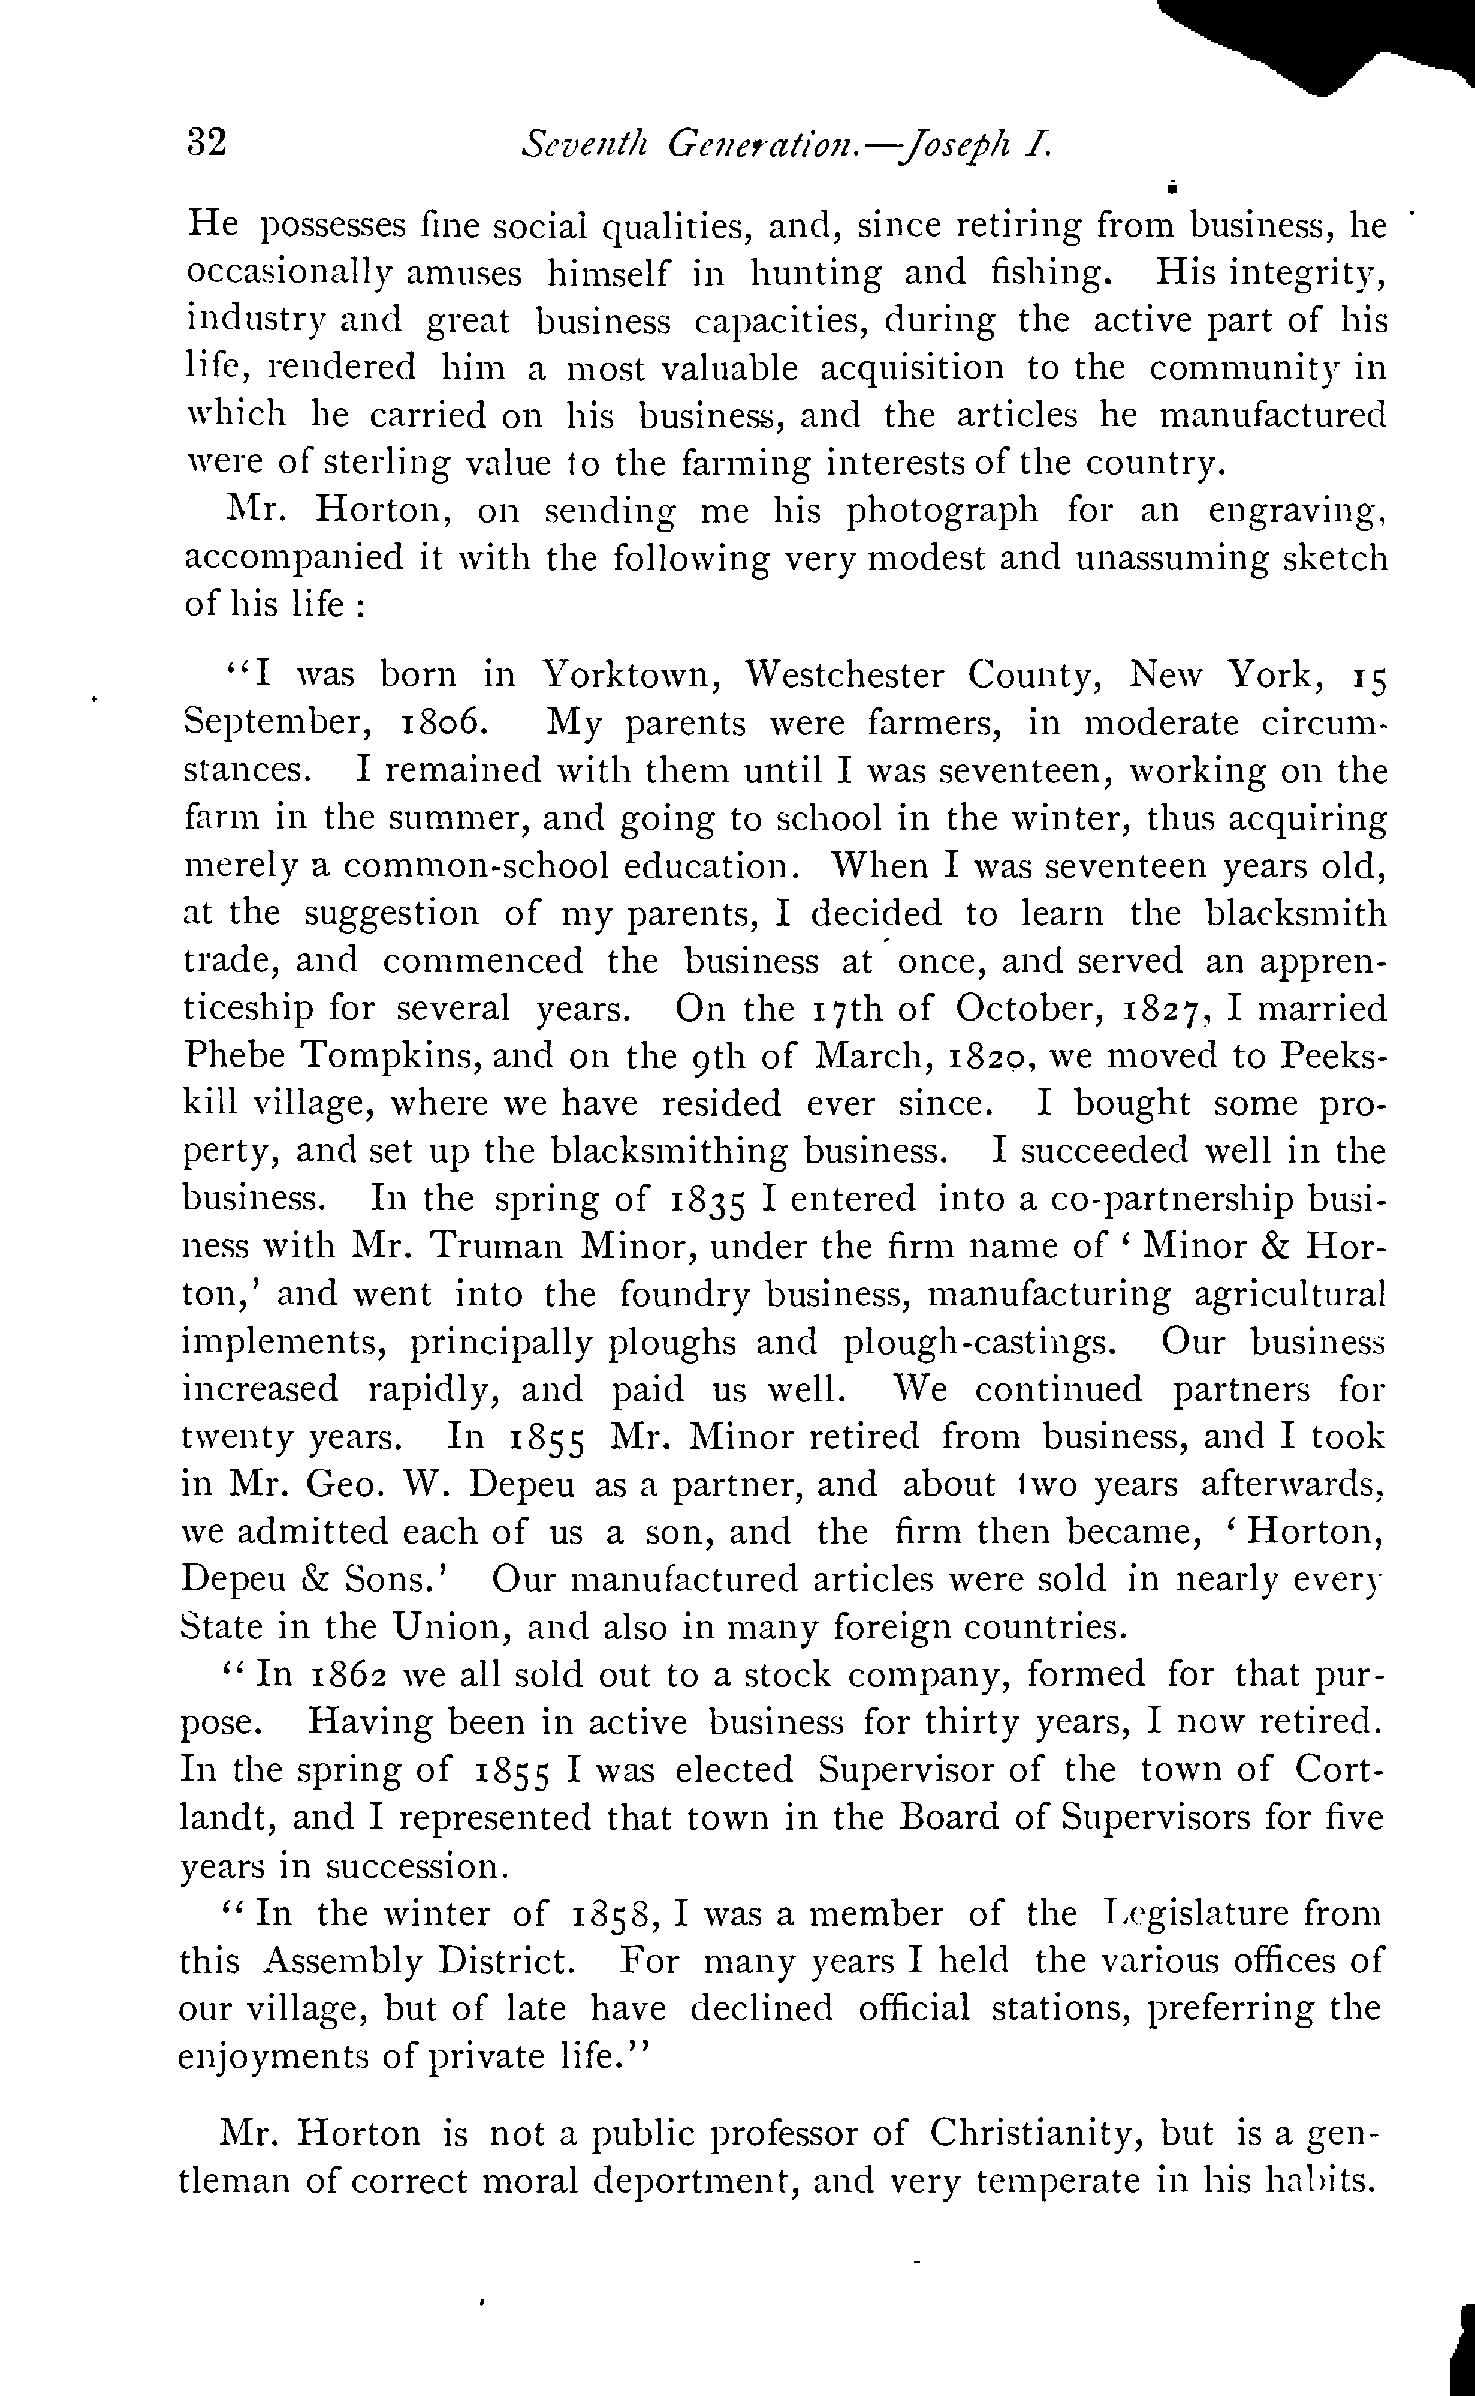 32 Seventh Generation.—Joseph I.
He possesses fine social qualities, and, since retiring from business, he
occasionally amuses himself in hunting and fishing. His integrity,
industry and great business capacities, during the active part of his
life, rendered him a most valuable acquisition to the community in
which he carried on his business, and the articles he manufactured
were of sterling value to the farming interests of the country.
Mr. Horton, on sending me his photograph for an engraving,
accompanied it with the following very modest and unassuming sketch
of his life :
"I was born in Yorktown, Westchester County, New York, 15
September, 1806. My parents were farmers, in moderate circum-
stances. I remained with them until I was seventeen, working on the
farm in the summer, and going to school in the winter, thus acquiring
merely a common-school education. When I was seventeen years old,
at the suggestion of my parents, I decided to learn the blacksmith
trade, and commenced the business at once, and served an appren-
ticeship for several years. On the 17th of October, 1827, I married
Phebe Tompkins, and on the 9th of March, 1820, we moved to Peeks-
kill village, where we have resided ever since. I bought some pro-
perty, and set up the blacksmithing business. I succeeded well in the
business. In the spring of 1835 I entered into a co-partnership busi-
ness with Mr. Truman Minor, under the firm name of ‘ Minor & Hor-
ton,’ and went into the foundry business, manufacturing agricultural
implements, principally ploughs and plough-castings. Our business
increased rapidly, and paid us well. We continued partners for
twenty years. In 1855 Mr. Minor retired from business, and I took
in Mr. Geo. W. Depeu as a partner, and about two years afterwards,
we admitted each of us a son, and the firm then became, ‘ Horton,
Depeu & Sons.’ Our manufactured articles were sold in nearly every
State in the Union, and also in many foreign countries.
" In 1862 we all sold out to a stock company, formed for that pur-
pose. Having been in active business for thirty years, I now retired.
In the spring of 1855 I was elected Supervisor of the town of Cort-
landt, and I represented that town in the Board of Supervisors for five
years in succession.
" In the winter of 1858, I was a member of the Legislature from
this Assembly District. For many years I held the various offices of
our village, but of late have declined official stations, preferring the
enjoyments of private life."
Mr. Horton is not a public professor of Christianity, but is a gen-
tleman of correct moral deportment, and very temperate in his habits.